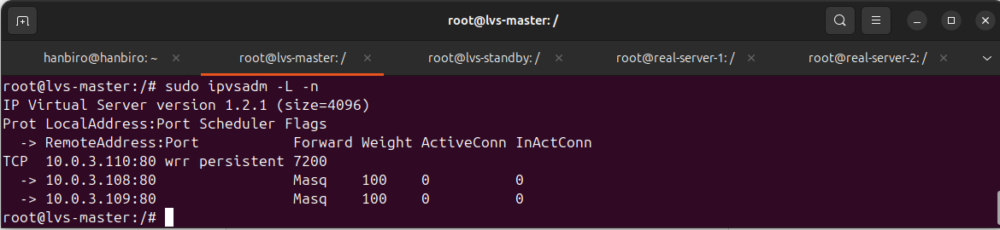 root@lvs-master: /
hanbiro@hanbiro: ~
root@lvs-master: /
root@lvs-standby: /
root@real-server-1: /
root@real-server-2: /
root@lvs-master:/# sudo ipvsadm -L -n
IP Virtual Server version 1.2.1 (size=4096)
Prot LocalAddress:Port Scheduler Flags
  -> RemoteAddress:Port           Forward Weight ActiveConn InActConn
TCP  10.0.3.110:80 wrr persistent 7200
  -> 10.0.3.108:80                Masq    100    0          0
  -> 10.0.3.109:80                Masq    100    0          0
root@lvs-master:/#